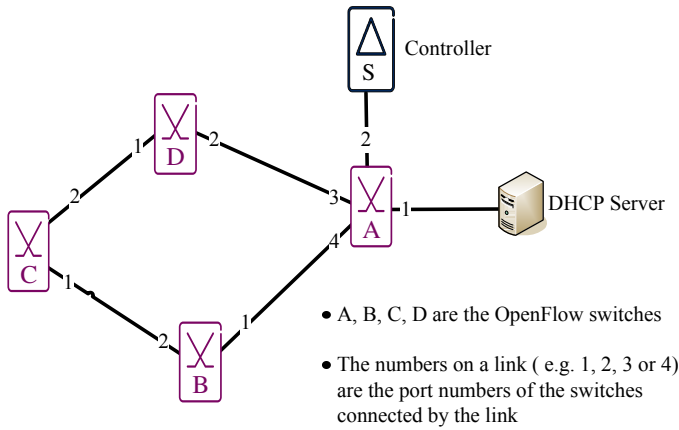 S
Controller
2
D
1
2
2
3
A
1
DHCP Server
4
C
1
1
2
B
• A, B, C, D are the OpenFlow switches
• The numbers on a link ( e.g. 1, 2, 3 or 4)
are the port numbers of the switches
connected by the link